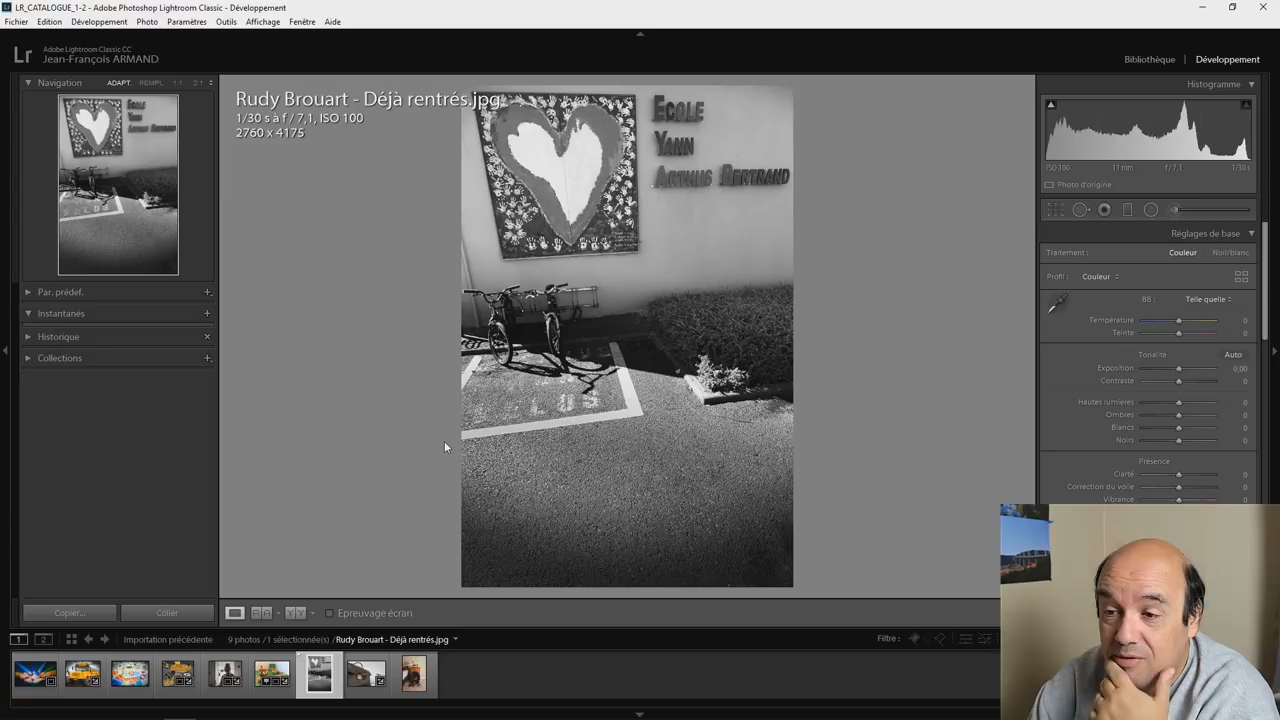 LR_CATALOGUE_1-2 - Adobe Photoshop Lightroom Classic - Développement
Fichier Edition Développement Photo Paramètres Outils Affichage Fenêtre Aide
Lr Adobe Lightroom Classic CC
Jean-François ARMAND
Bibliothèque | Développement
Navigation ADAPT. REMPL. 1:1 2:1
Histogramme
Rudy Brouart - Déjà rentrés.jpg
1/30 s à f / 7,1, ISO 100
2760 x 4175
ECOLE
YANN
ARTHUS BERTRAND
ISO 100 11 mm f / 7,1 1/30 s
Photo d'origine
Réglages de base
Traitement : Couleur Noir/blanc
Profil : Couleur
BB : Telle quelle
Température 0
Teinte 0
Tonalité Auto
Exposition 0,00
Contraste 0
Hautes lumières 0
Ombres 0
Blancs 0
Noirs 0
Présence
Clarté 0
Correction du voile 0
Vibrance 0
Par. prédef.
Instantanés
Historique
Collections
Copier... Coller
Epreuvage écran
1 2 Importation précédente 9 photos / 1 sélectionnée(s) / Rudy Brouart - Déjà rentrés.jpg
Filtre :